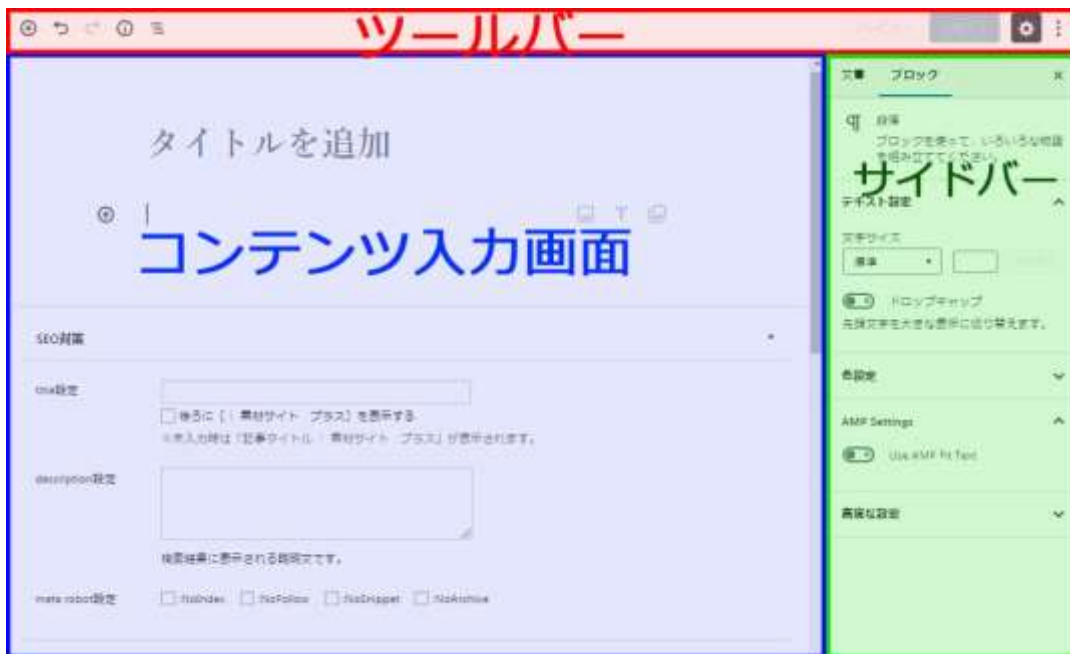 ツールバー
文書 ブロック
段落
ブロックを使って、いろいろな物語
を組み立ててください。
サイドバー
タイトルを追加
コンテンツ入力画面
テキスト設定
文字サイズ
標準
ドロップキャップ
先頭文字を大きな表示に切り替えます。
色設定
AMP Settings
Use AMP Fit Text
高度な設定
SEO対策
title設定
後ろに [ | 素材サイト プラス] を表示する
※未入力時は「記事タイトル | 素材サイト プラス」が表示されます。
description設定
検索結果に表示される説明文です。
meta robot設定
NoIndex NoFollow NoSnippet NoArchive